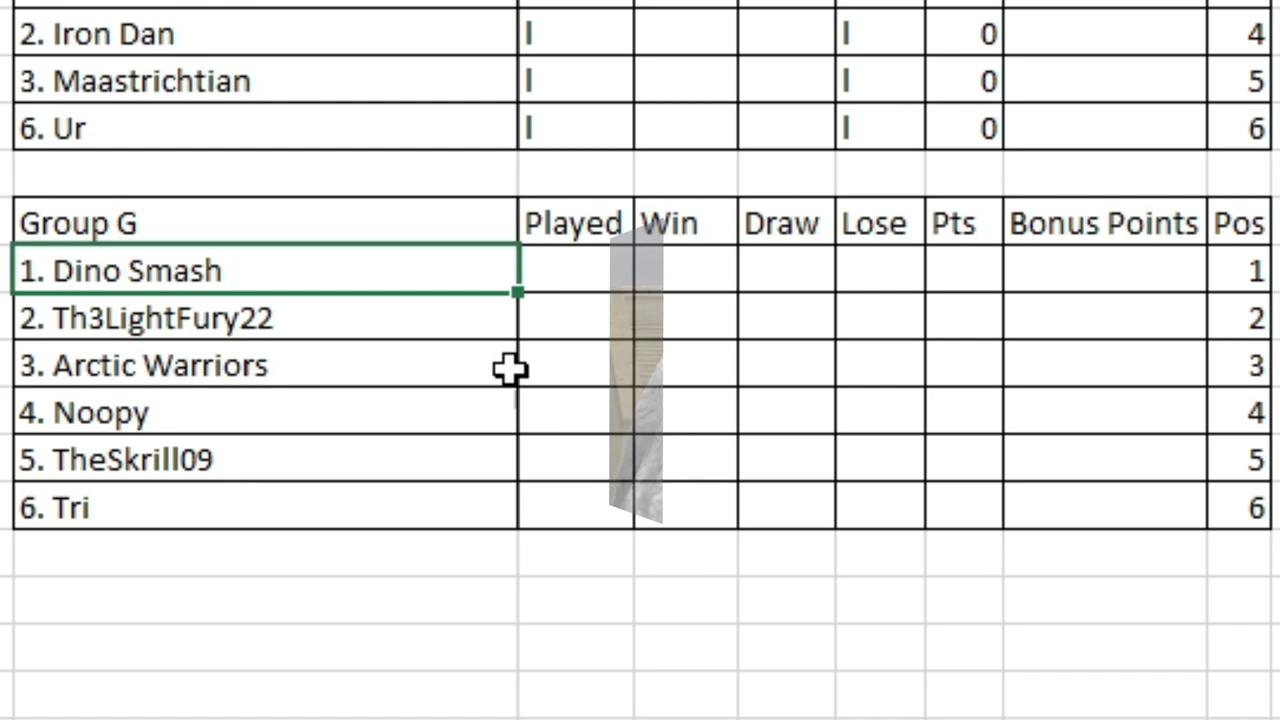 2. Iron Dan I I 0 4
3. Maastrichtian I I 0 5
6. Ur I I 0 6
Group G Played Win Draw Lose Pts Bonus Points Pos
1. Dino Smash 1
2. Th3LightFury22 2
3. Arctic Warriors 3
4. Noopy 4
5. TheSkrill09 5
6. Tri 6